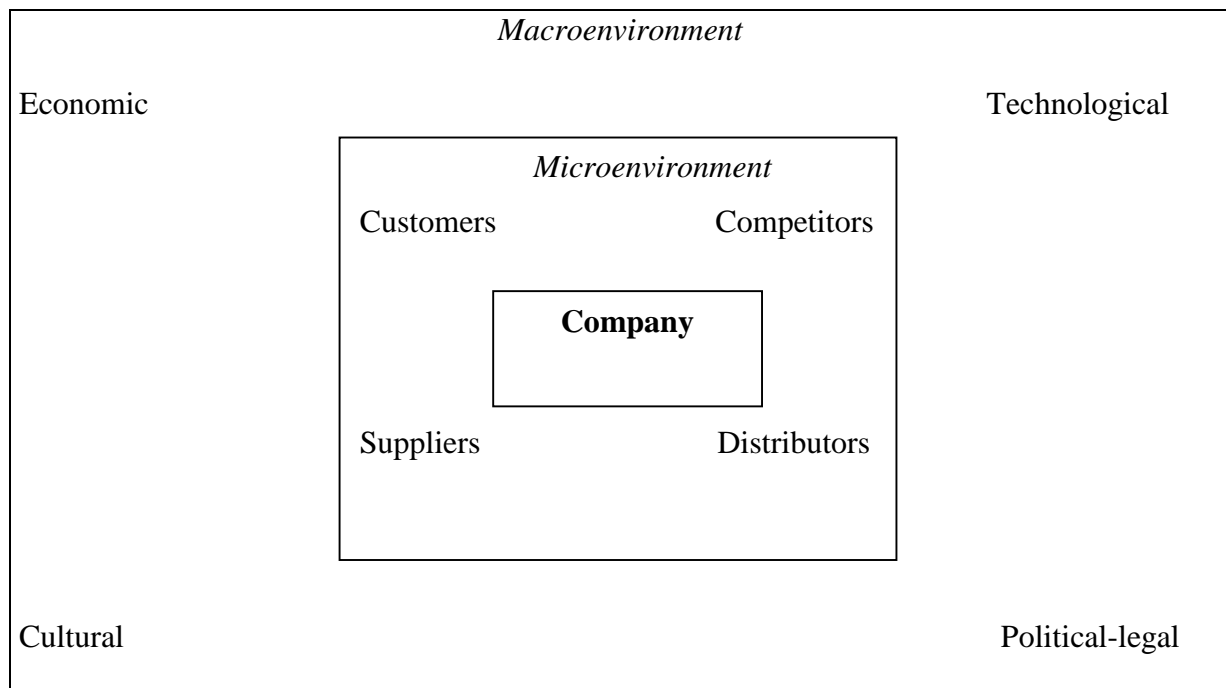 Macroenvironment
Economic Technological
Microenvironment
Customers Competitors
Company
Suppliers Distributors
Cultural Political-legal